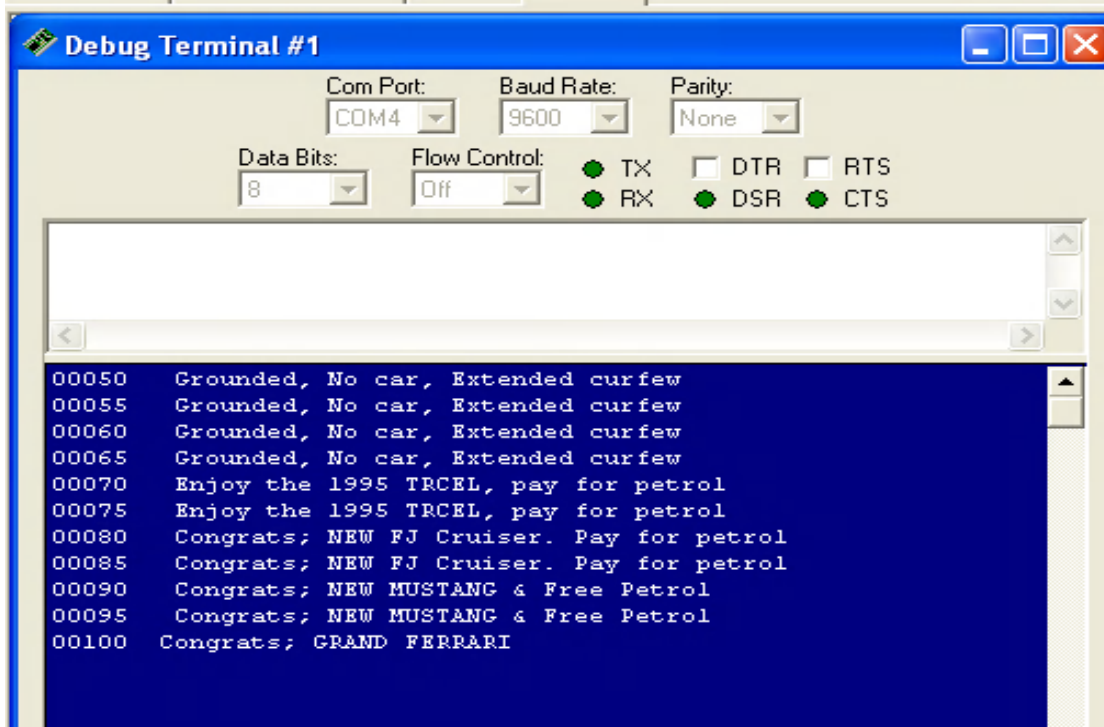 Debug Terminal #1
Com Port: Baud Rate: Parity:
COM4 9600 None
Data Bits: Flow Control: TX DTR RTS
8 Off RX DSR CTS
00050 Grounded, No car, Extended curfew
00055 Grounded, No car, Extended curfew
00060 Grounded, No car, Extended curfew
00065 Grounded, No car, Extended curfew
00070 Enjoy the 1995 TRCEL, pay for petrol
00075 Enjoy the 1995 TRCEL, pay for petrol
00080 Congrats; NEW FJ Cruiser. Pay for petrol
00085 Congrats; NEW FJ Cruiser. Pay for petrol
00090 Congrats; NEW MUSTANG & Free Petrol
00095 Congrats; NEW MUSTANG & Free Petrol
00100 Congrats; GRAND FERRARI